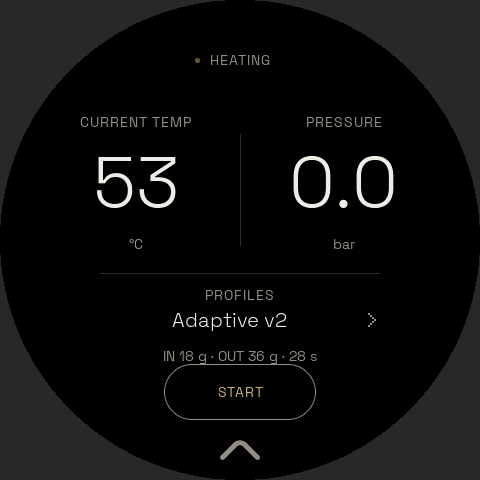 HEATING
CURRENT TEMP PRESSURE
53 0.0
°C bar
PROFILES
Adaptive v2
IN 18 g · OUT 36 g · 28 s
START